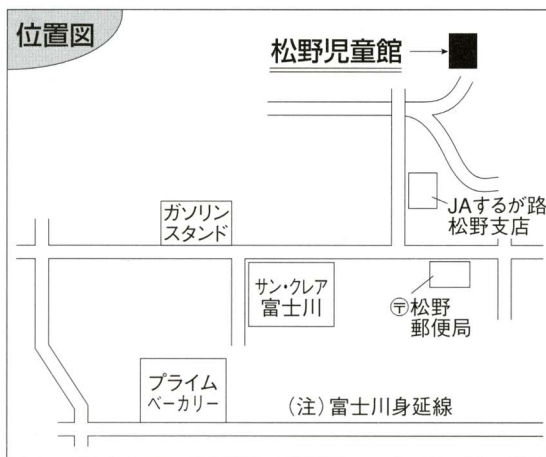 位置図
松野児童館
JAするが路
松野支店
ガソリン
スタンド
サン・クレア
富士川
〒松野
郵便局
プライム
ベーカリー
(注)富士川身延線